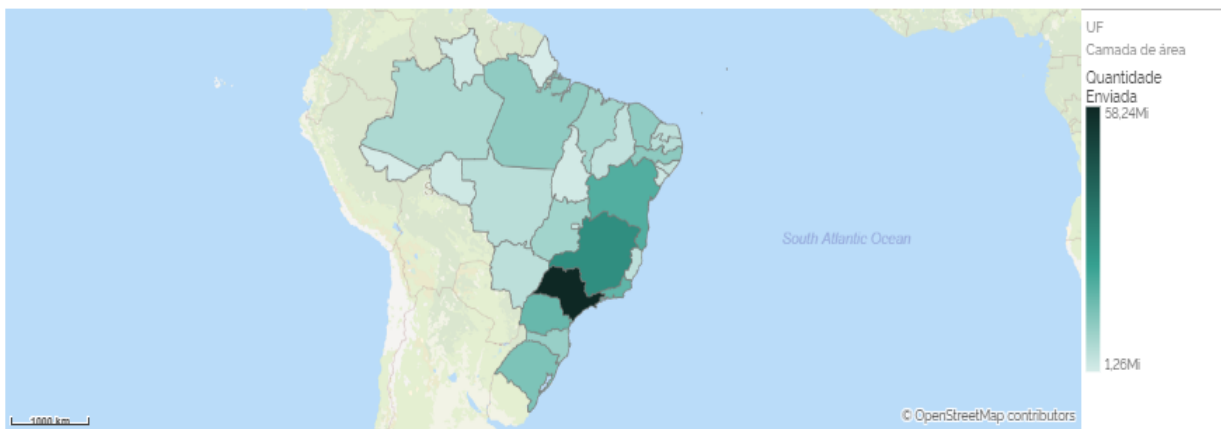 UF
Camada de área
Quantidade
Enviada
58,24Mi
1,26Mi
South Atlantic Ocean
1000 km
© OpenStreetMap contributors